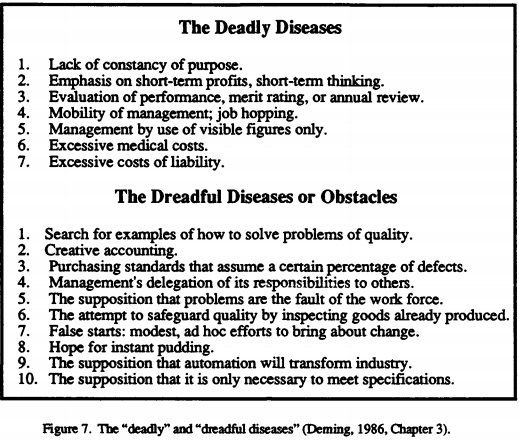 The Deadly Diseases
1. Lack of constancy of purpose.
2. Emphasis on short-term profits, short-term thinking.
3. Evaluation of performance, merit rating, or annual review.
4. Mobility of management; job hopping.
5. Management by use of visible figures only.
6. Excessive medical costs.
7. Excessive costs of liability.
The Dreadful Diseases or Obstacles
1. Search for examples of how to solve problems of quality.
2. Creative accounting.
3. Purchasing standards that assume a certain percentage of defects.
4. Management's delegation of its responsibilities to others.
5. The supposition that problems are the fault of the work force.
6. The attempt to safeguard quality by inspecting goods already produced.
7. False starts: modest, ad hoc efforts to bring about change.
8. Hope for instant pudding.
9. The supposition that automation will transform industry.
10. The supposition that it is only necessary to meet specifications.
Figure 7. The "deadly" and "dreadful diseases" (Deming, 1986, Chapter 3).